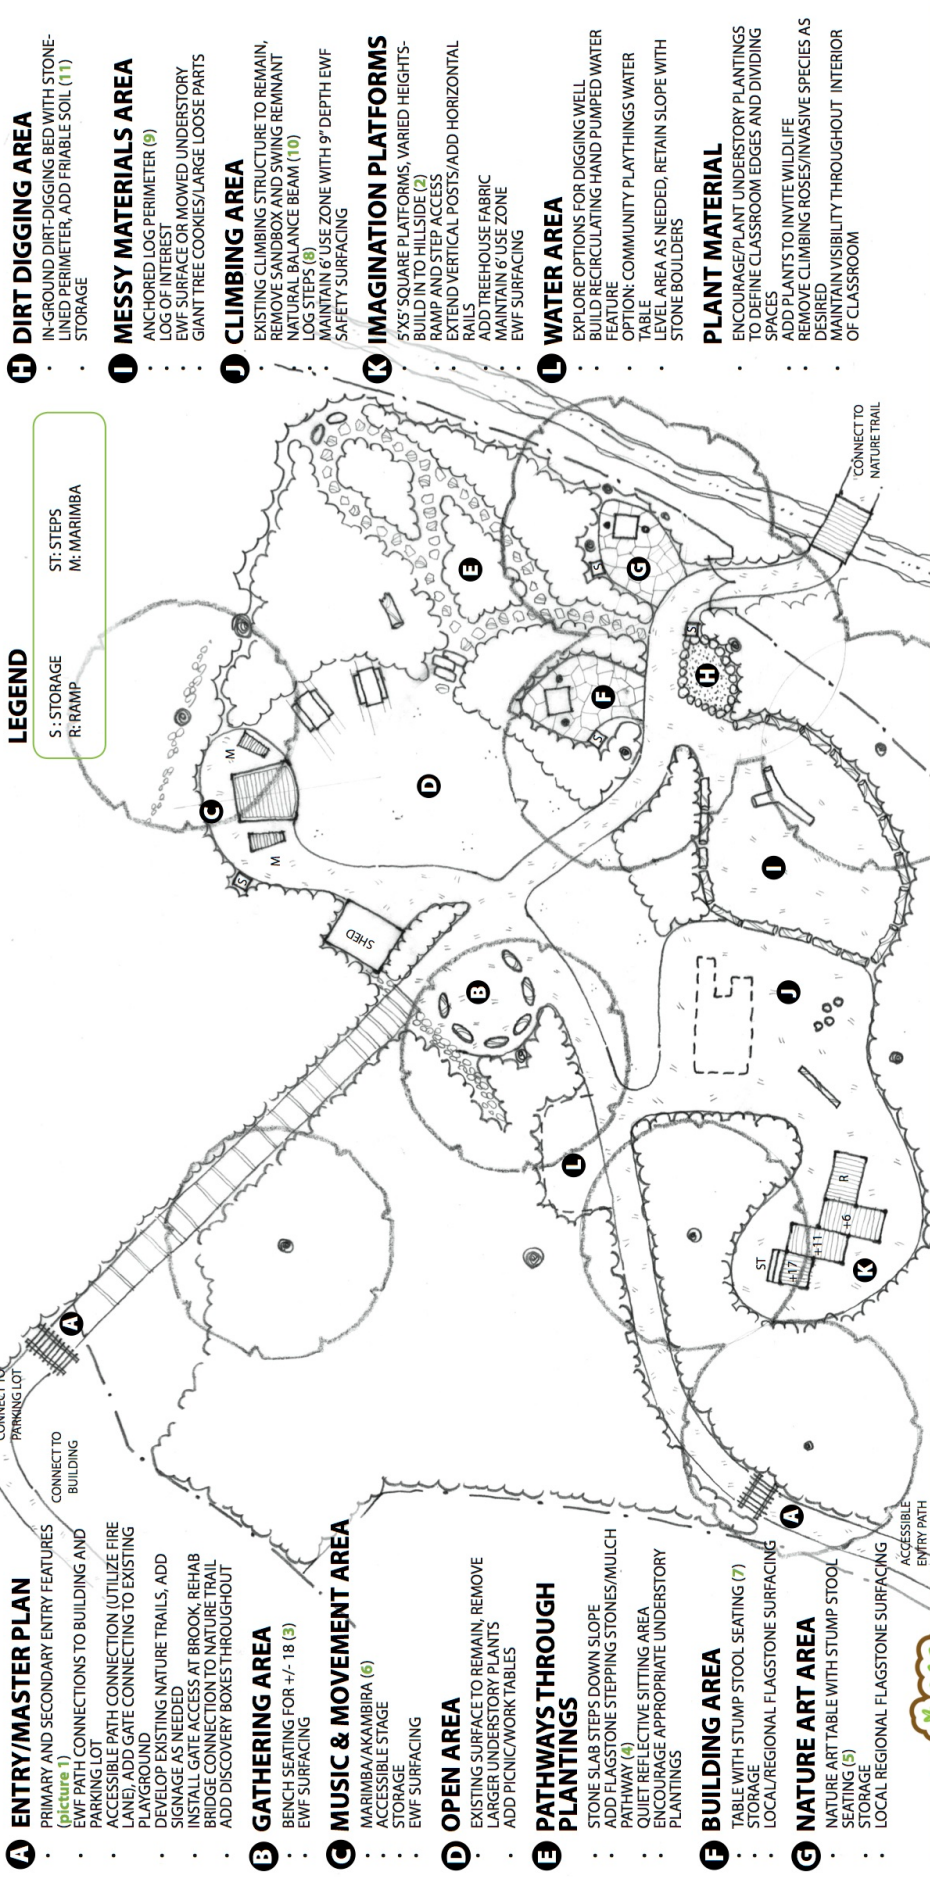 LEGEND
S : STORAGE
R: RAMP
ST: STEPS
M: MARIMBA
A ENTRY/MASTER PLAN
· PRIMARY AND SECONDARY ENTRY FEATURES
(picture 1)
· EWF PATH CONNECTIONS TO BUILDING AND
PARKING LOT
· ACCESSIBLE PATH CONNECTION (UTILIZE FIRE
LANE), ADD GATE CONNECTING TO EXISTING
PLAYGROUND
· DEVELOP EXISTING NATURE TRAILS, ADD
SIGNAGE AS NEEDED
· INSTALL GATE ACCESS AT BROOK, REHAB
BRIDGE CONNECTION TO NATURE TRAIL
· ADD DISCOVERY BOXES THROUGHOUT
B GATHERING AREA
· BENCH SEATING FOR +/- 18 (3)
· EWF SURFACING
C MUSIC & MOVEMENT AREA
· MARIMBA/AKAMBIRA (6)
· ACCESSIBLE STAGE
· STORAGE
· EWF SURFACING
D OPEN AREA
· EXISTING SURFACE TO REMAIN, REMOVE
LARGER UNDERSTORY PLANTS
· ADD PICNIC/WORK TABLES
E PATHWAYS THROUGH
PLANTINGS
· STONE SLAB STEPS DOWN SLOPE
· ADD FLAGSTONE STEPPING STONES/MULCH
PATHWAY (4)
· QUIET REFLECTIVE SITTING AREA
· ENCOURAGE APPROPRIATE UNDERSTORY
PLANTINGS
F BUILDING AREA
· TABLE WITH STUMP STOOL SEATING (7)
· STORAGE
· LOCAL/REGIONAL FLAGSTONE SURFACING
G NATURE ART AREA
· NATURE ART TABLE WITH STUMP STOOL
SEATING (5)
· STORAGE
· LOCAL REGIONAL FLAGSTONE SURFACING
H DIRT DIGGING AREA
· IN-GROUND DIRT-DIGGING BED WITH STONE-
LINED PERIMETER, ADD FRIABLE SOIL (11)
· STORAGE
I MESSY MATERIALS AREA
· ANCHORED LOG PERIMETER (9)
· LOG OF INTEREST
· EWF SURFACE OR MOWED UNDERSTORY
· GIANT TREE COOKIES/LARGE LOOSE PARTS
J CLIMBING AREA
· EXISTING CLIMBING STRUCTURE TO REMAIN,
REMOVE SANDBOX AND SWING REMNANT
· NATURAL BALANCE BEAM (10)
· LOG STEPS (8)
· MAINTAIN 6' USE ZONE WITH 9" DEPTH EWF
SAFETY SURFACING
K IMAGINATION PLATFORMS
· 5'X5' SQUARE PLATFORMS, VARIED HEIGHTS-
BUILD IN TO HILLSIDE (2)
· RAMP AND STEP ACCESS
· EXTEND VERTICAL POSTS/ADD HORIZONTAL
RAILS
· ADD TREEHOUSE FABRIC
· MAINTAIN 6' USE ZONE
· EWF SURFACING
L WATER AREA
· EXPLORE OPTIONS FOR DIGGING WELL
· BUILD RECIRCULATING HAND PUMPED WATER
FEATURE
· OPTION: COMMUNITY PLAYTHINGS WATER
TABLE
· LEVEL AREA AS NEEDED, RETAIN SLOPE WITH
STONE BOULDERS
PLANT MATERIAL
· ENCOURAGE/PLANT UNDERSTORY PLANTINGS
TO DEFINE CLASSROOM EDGES AND DIVIDING
SPACES
· ADD PLANTS TO INVITE WILDLIFE
· REMOVE CLIMBING ROSES/INVASIVE SPECIES AS
DESIRED
· MAINTAIN VISIBILITY THROUGHOUT INTERIOR
OF CLASSROOM
CONNECT TO
PARKING LOT
CONNECT TO
BUILDING
A
SHED
S
C
M
M
D
B
L
E
F
S
G
S
H
S
I
J
K
ST
+17
+11
+6
R
A
ACCESSIBLE
ENTRY PATH
CONNECT TO
NATURE TRAIL